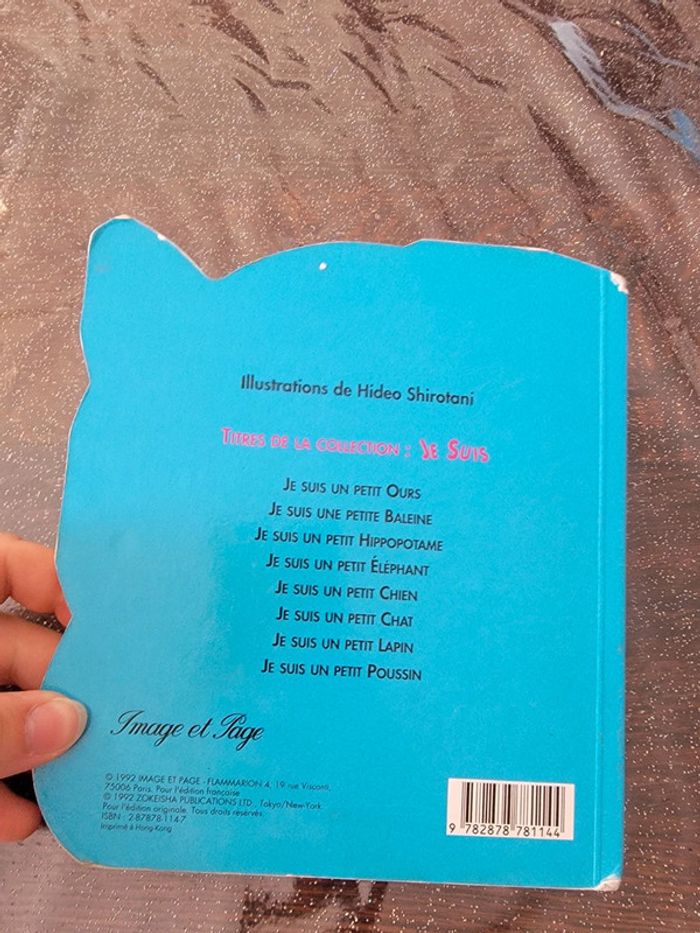 Illustrations de Hideo Shirotani
TITRES DE LA COLLECTION : JE SUIS
JE SUIS UN PETIT OURS
JE SUIS UNE PETITE BALEINE
JE SUIS UN PETIT HIPPOPOTAME
JE SUIS UN PETIT ÉLÉPHANT
JE SUIS UN PETIT CHIEN
JE SUIS UN PETIT CHAT
JE SUIS UN PETIT LAPIN
JE SUIS UN PETIT POUSSIN
Image et Page
© 1992 IMAGE ET PAGE - FLAMMARION 4, 19 rue Visconti,
75006 Paris. Pour l'édition française
© 1992 ZOKEISHA PUBLICATIONS LTD., Tokyo/New-York
Pour l'édition originale. Tous droits réservés.
ISBN : 2-87878-114-7
Imprimé à Hong-Kong
9 782878 781144